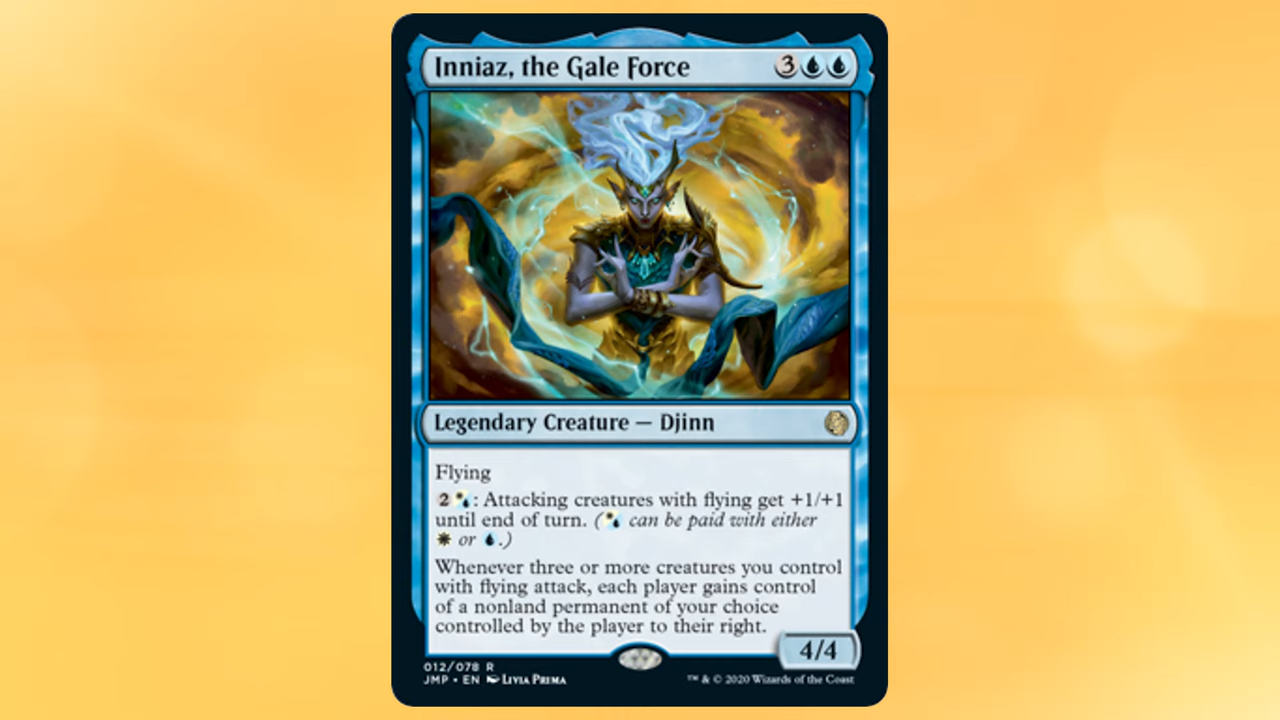 Inniaz, the Gale Force 3
Legendary Creature — Djinn
Flying
2 : Attacking creatures with flying get +1/+1
until end of turn. ( can be paid with either
or .)
Whenever three or more creatures you control
with flying attack, each player gains control
of a nonland permanent of your choice
controlled by the player to their right.
4/4
012/078 R
JMP • EN Livia Prima
™ & © 2020 Wizards of the Coast